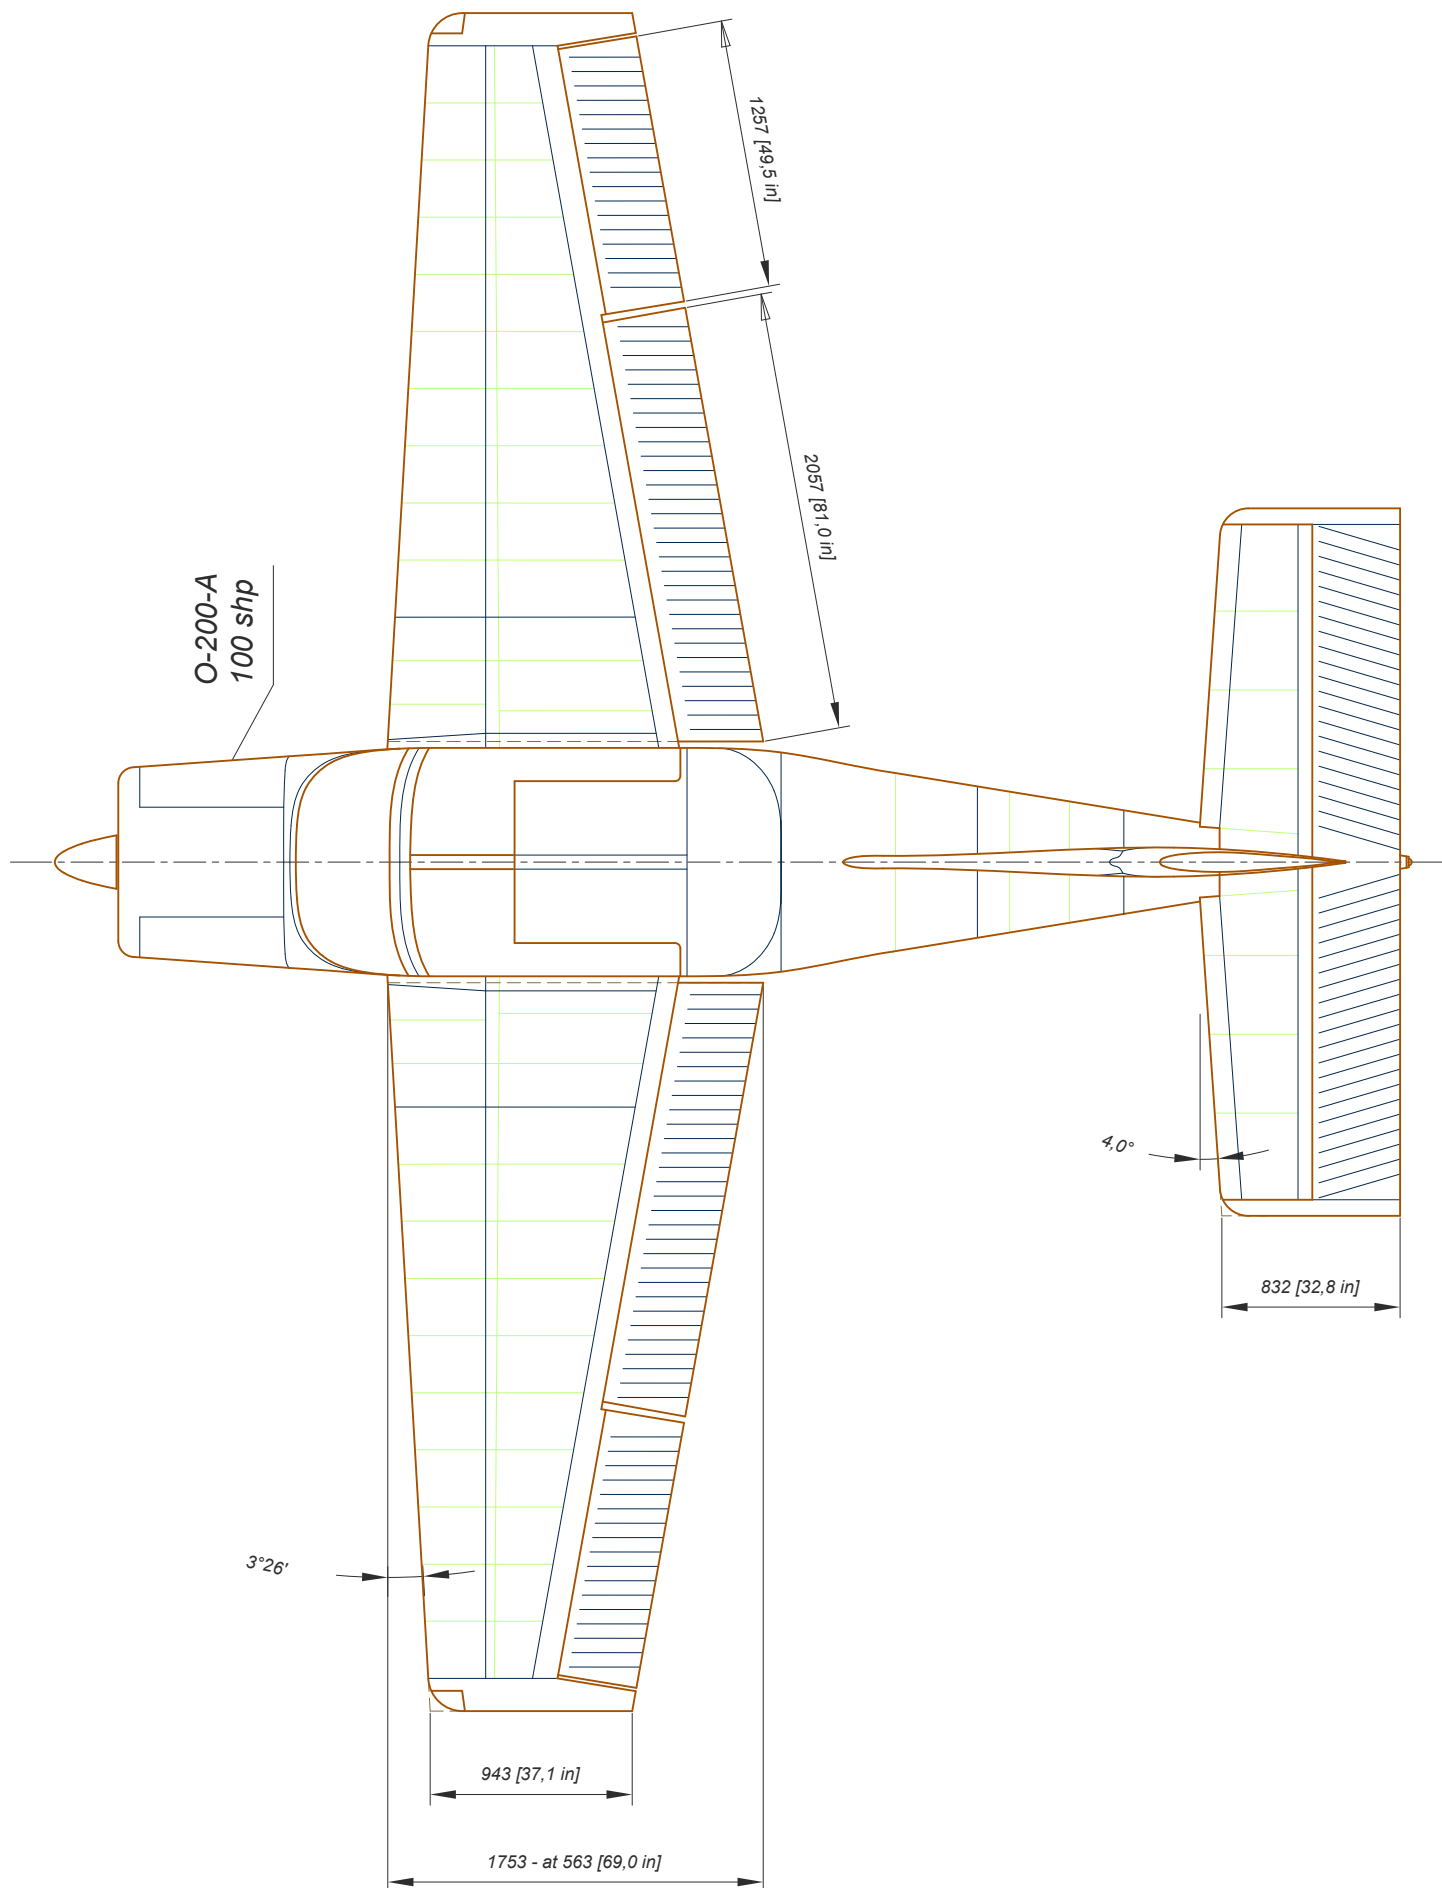 1257 [49,5 in]
2057 [81,0 in]
O-200-A
100 shp
4,0°
832 [32,8 in]
3°26'
943 [37,1 in]
1753 - at 563 [69,0 in]